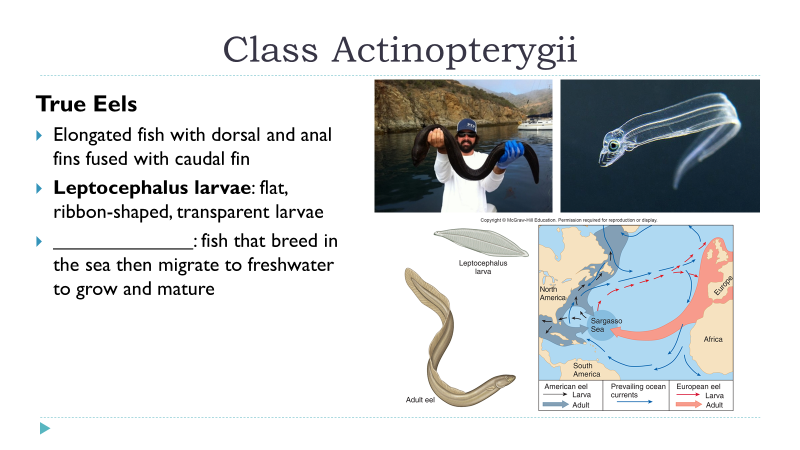 Class Actinopterygii
True Eels
Elongated fish with dorsal and anal
fins fused with caudal fin
Leptocephalus larvae: flat,
ribbon-shaped, transparent larvae
______________: fish that breed in
the sea then migrate to freshwater
to grow and mature
Copyright © McGraw-Hill Education. Permission required for reproduction or display.
Leptocephalus
larva
Adult eel
North
America
Europe
Sargasso
Sea
Africa
South
America
American eel
Larva
Adult
Prevailing ocean
currents
European eel
Larva
Adult